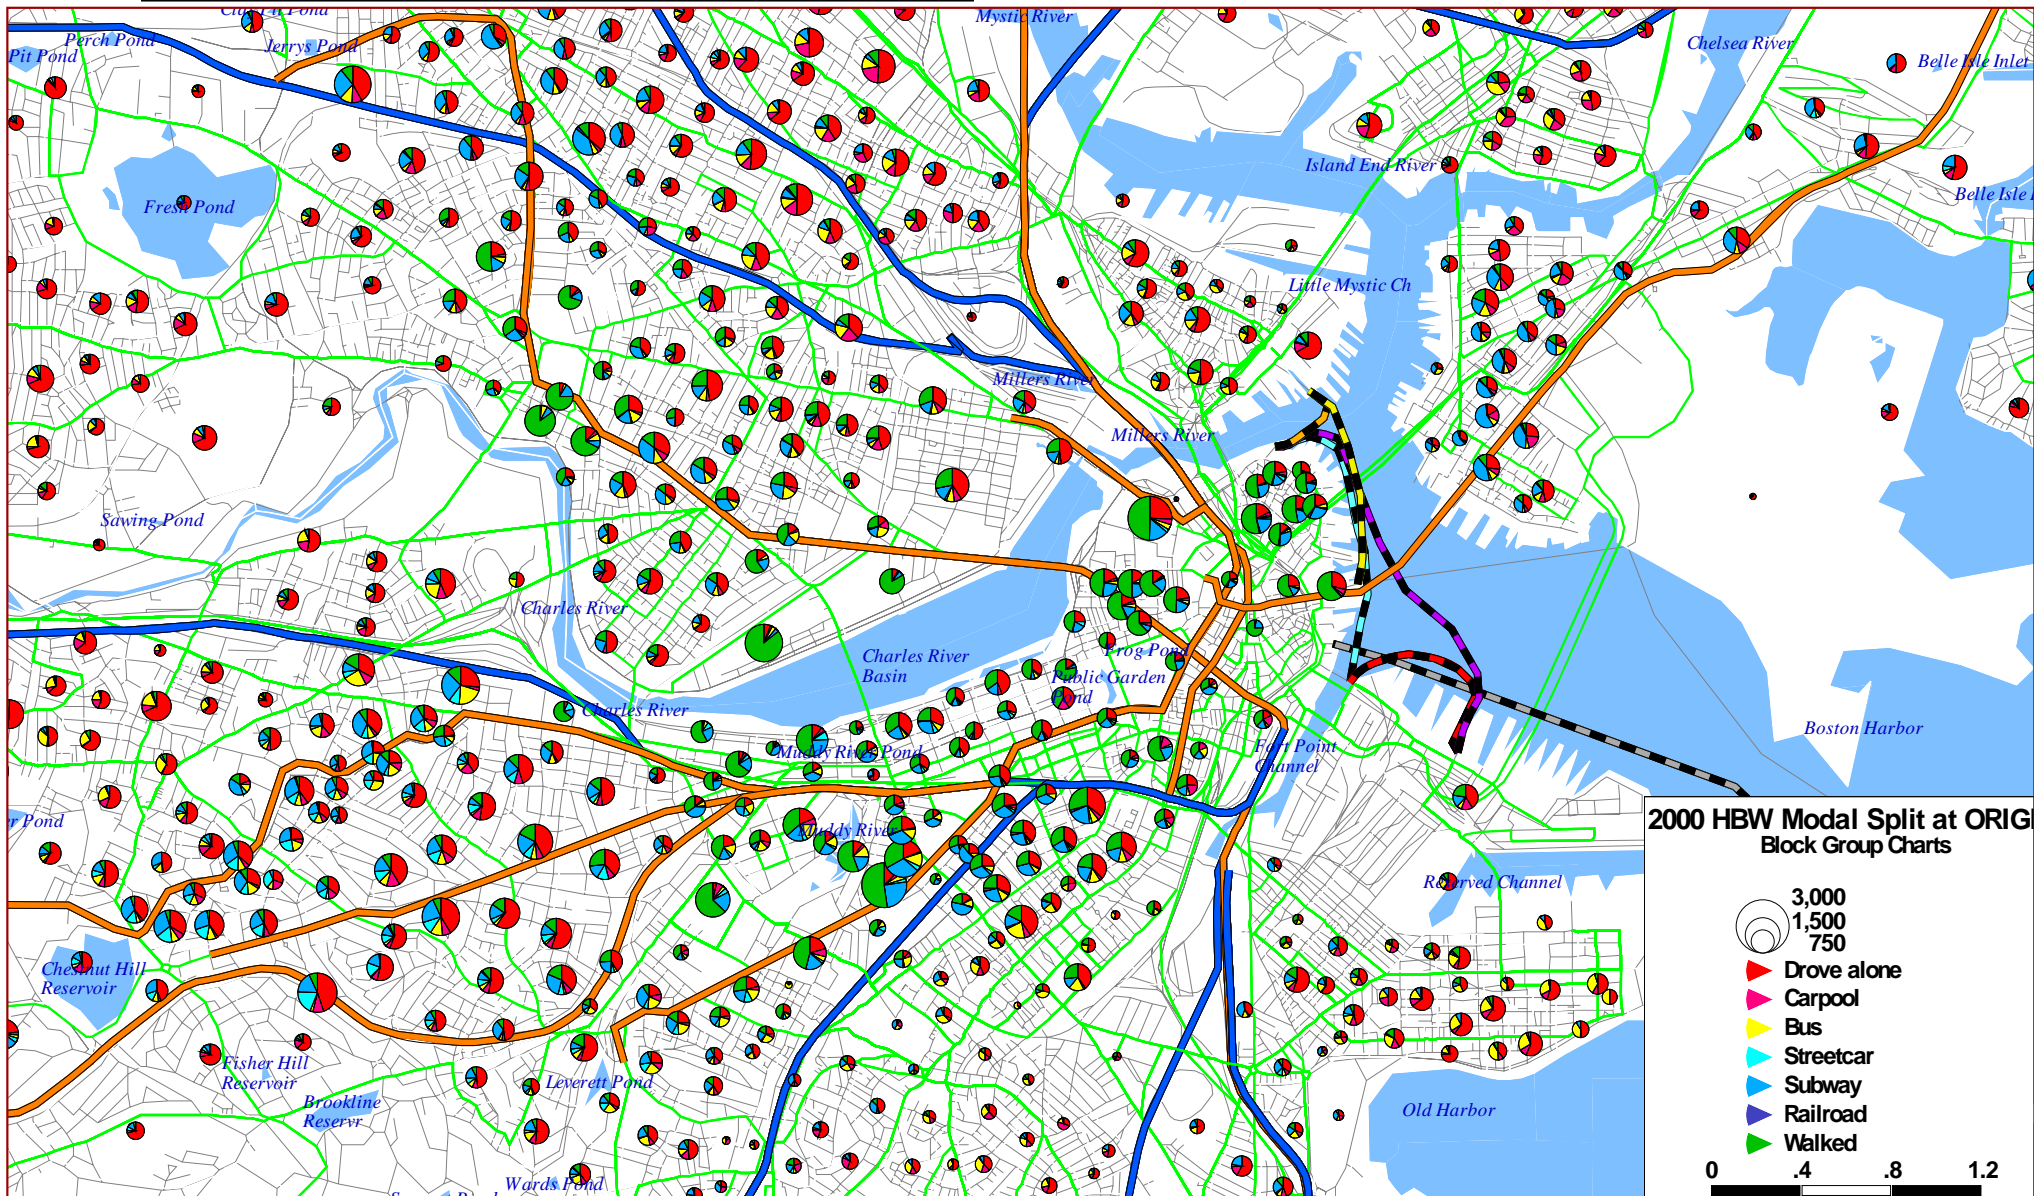 Clay Pit Pond
Mystic River
Perch Pond
Jerrys Pond
Pit Pond
Chelsea River
Belle Isle Inlet
Island End River
Belle Isle I
Fresh Pond
Little Mystic Ch
Millers River
Millers River
Sawing Pond
Charles River
Charles River
Basin
Frog Pond
Public Garden
Pond
Charles River
Muddy River Pond
Fort Point
Channel
Boston Harbor
r Pond
Muddy River
Reserved Channel
Chestnut Hill
Reservoir
Fisher Hill
Reservoir
Leverett Pond
Brookline
Reservr
Old Harbor
Wards Pond
2000 HBW Modal Split at ORIGI
Block Group Charts
3,000
1,500
750
Drove alone
Carpool
Bus
Streetcar
Subway
Railroad
Walked
0 .4 .8 1.2